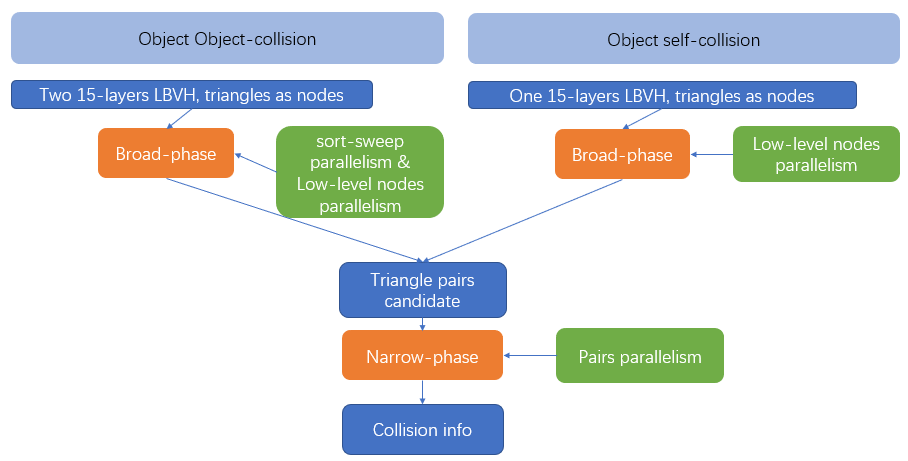 Object Object-collision
Object self-collision
Two 15-layers LBVH, triangles as nodes
One 15-layers LBVH, triangles as nodes
Broad-phase
sort-sweep
parallelism &
Low-level nodes
parallelism
Broad-phase
Low-level nodes
parallelism
Triangle pairs
candidate
Narrow-phase
Pairs parallelism
Collision info